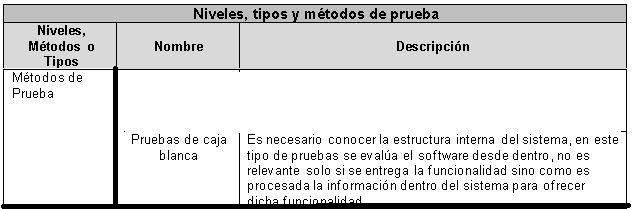 Niveles, tipos y métodos de prueba
Niveles,
Métodos o
Tipos
Nombre
Descripción
Métodos de
Prueba
Pruebas de caja
blanca
Es necesario conocer la estructura interna del sistema, en este
tipo de pruebas se evalúa el software desde dentro, no es
relevante solo si se entrega la funcionalidad sino como es
procesada la información dentro del sistema para ofrecer
dicha funcionalidad